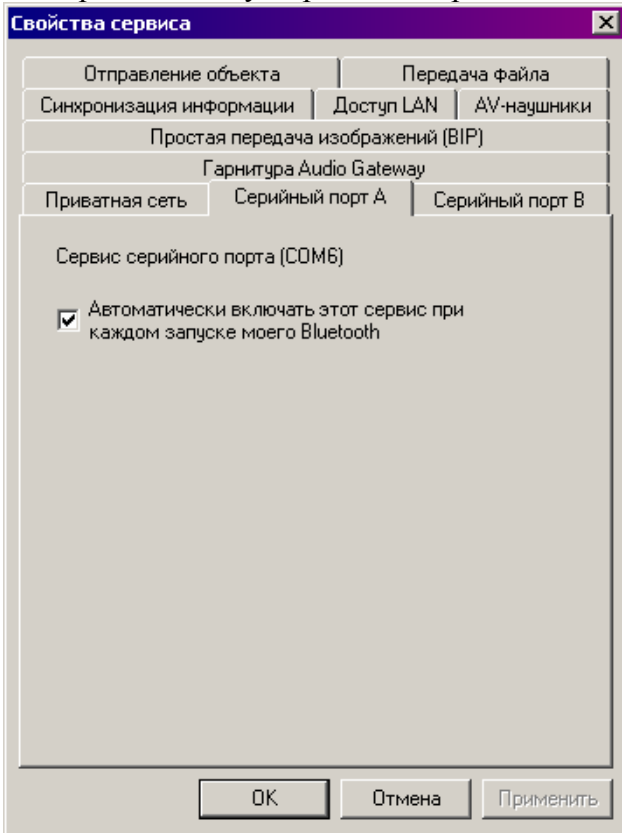 Свойства сервиса
Отправление объекта Передача файла
Синхронизация информации Доступ LAN AV-наушники
Простая передача изображений (BIP)
Гарнитура Audio Gateway
Приватная сеть Серийный порт A Серийный порт B
Сервис серийного порта (COM6)
Автоматически включать этот сервис при
каждом запуске моего Bluetooth
OK Отмена Применить